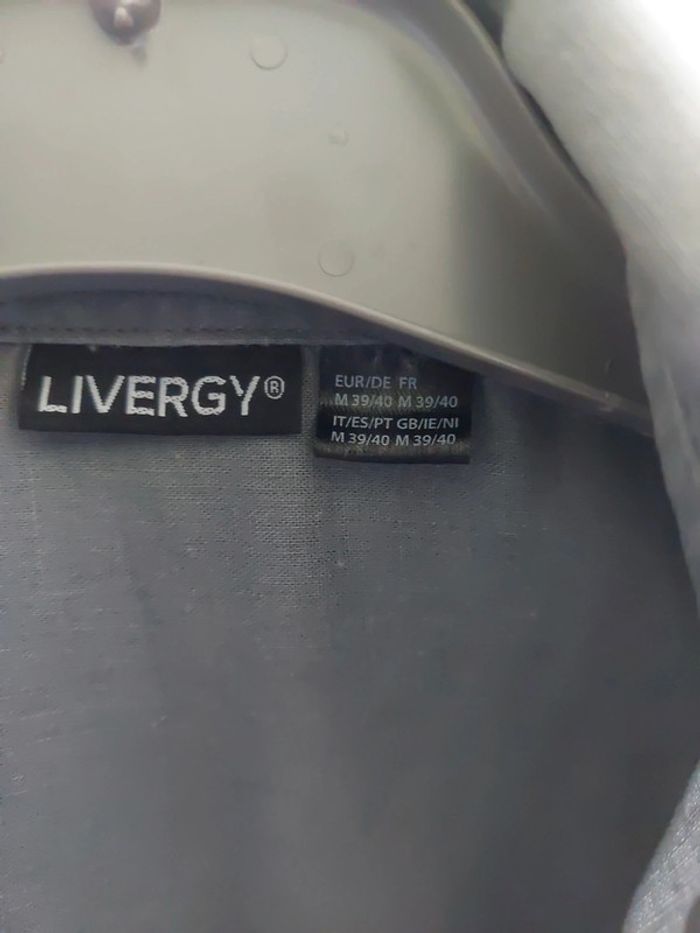 LIVERGY®
EUR/DE FR
M 39/40 M 39/40
IT/ES/PT GB/IE/NI
M 39/40 M 39/40